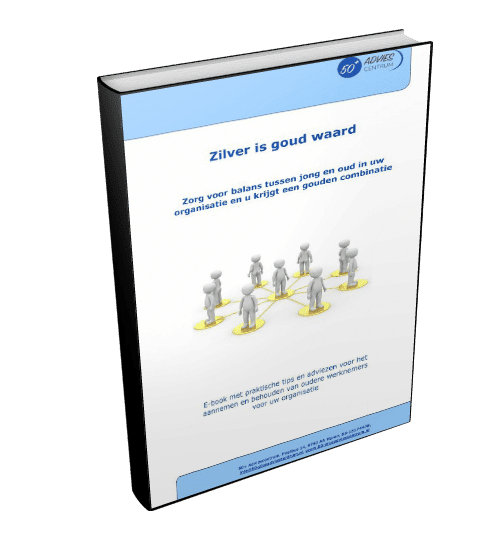 50+ ADVIES
CENTRUM
Zilver is goud waard
Zorg voor balans tussen jong en oud in uw
organisatie en u krijgt een gouden combinatie
E-book met praktische tips en adviezen voor het
aannemen en behouden van oudere werknemers
voor uw organisatie